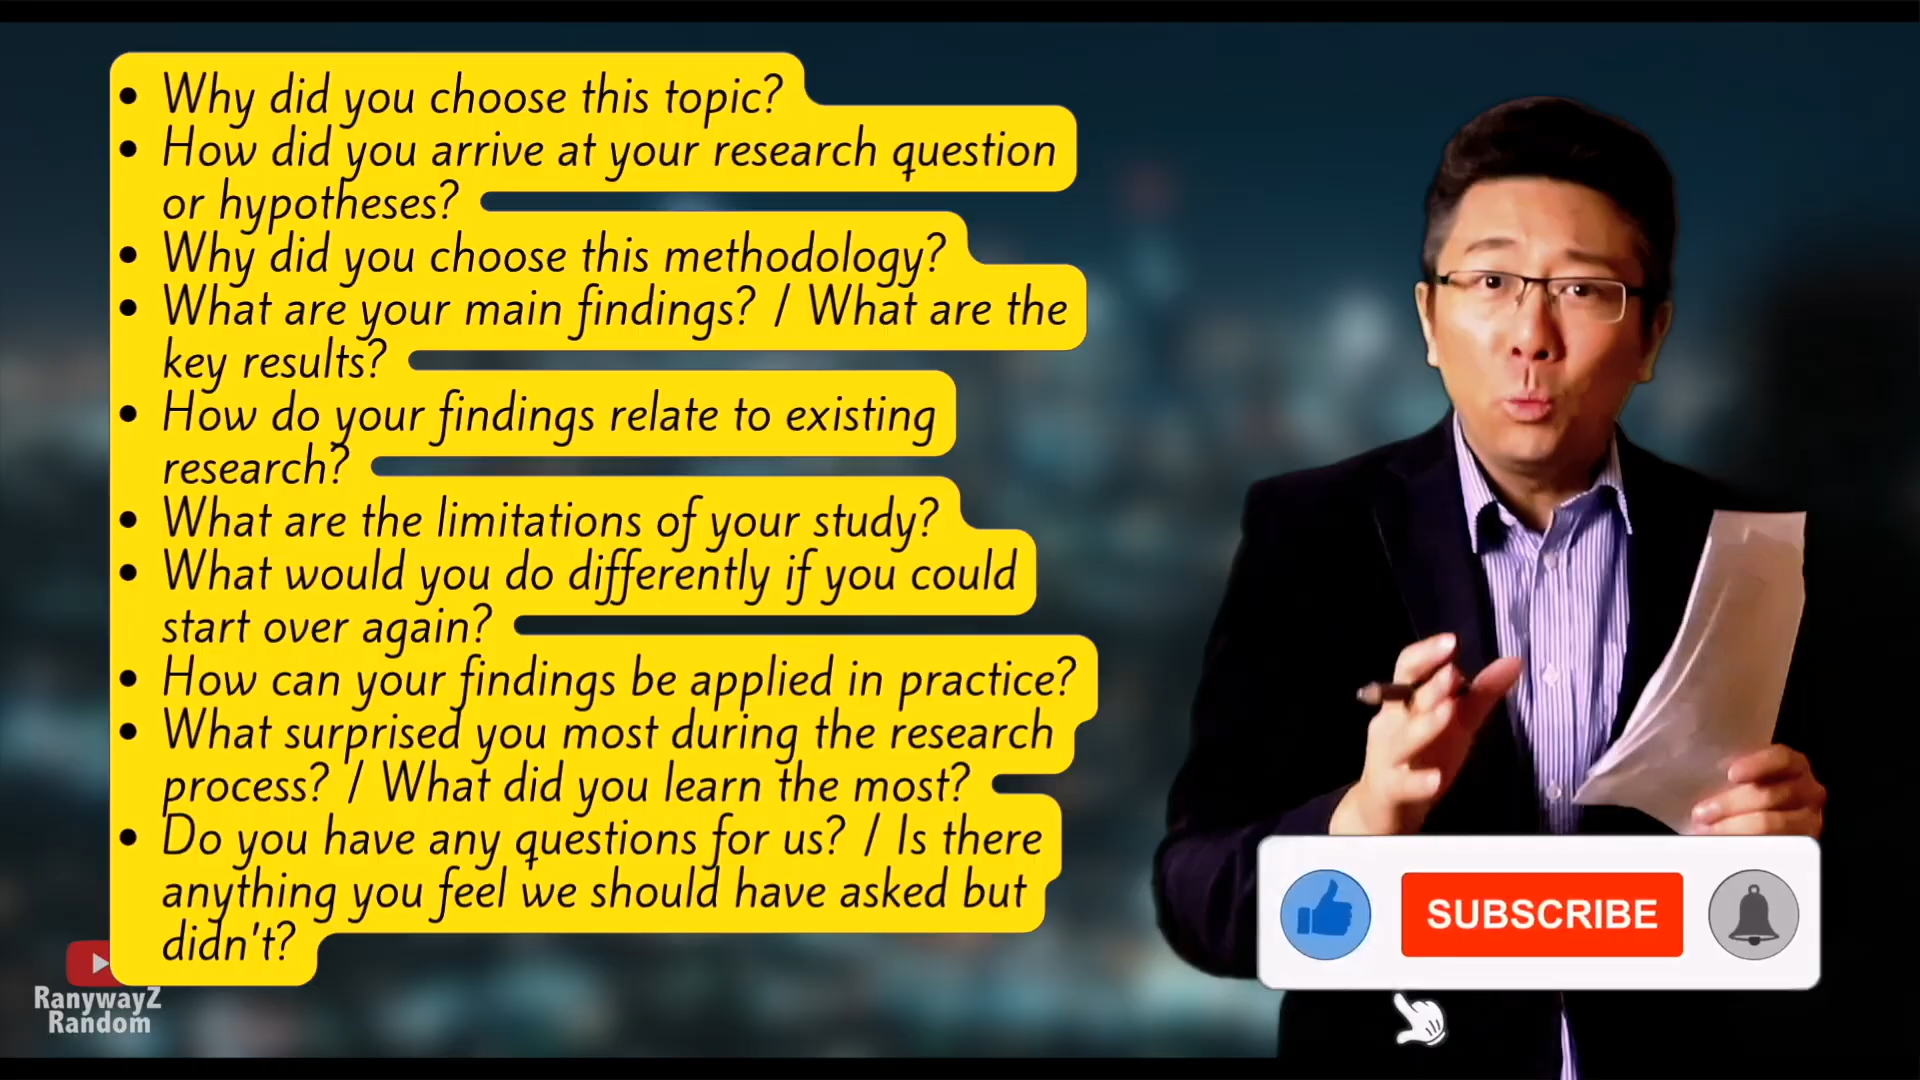 • Why did you choose this topic?
• How did you arrive at your research question
or hypotheses?
• Why did you choose this methodology?
• What are your main findings? / What are the
key results?
• How do your findings relate to existing
research?
• What are the limitations of your study?
• What would you do differently if you could
start over again?
• How can your findings be applied in practice?
• What surprised you most during the research
process? / What did you learn the most?
• Do you have any questions for us? / Is there
anything you feel we should have asked but
didn't?
SUBSCRIBE
RanywayZ
Random